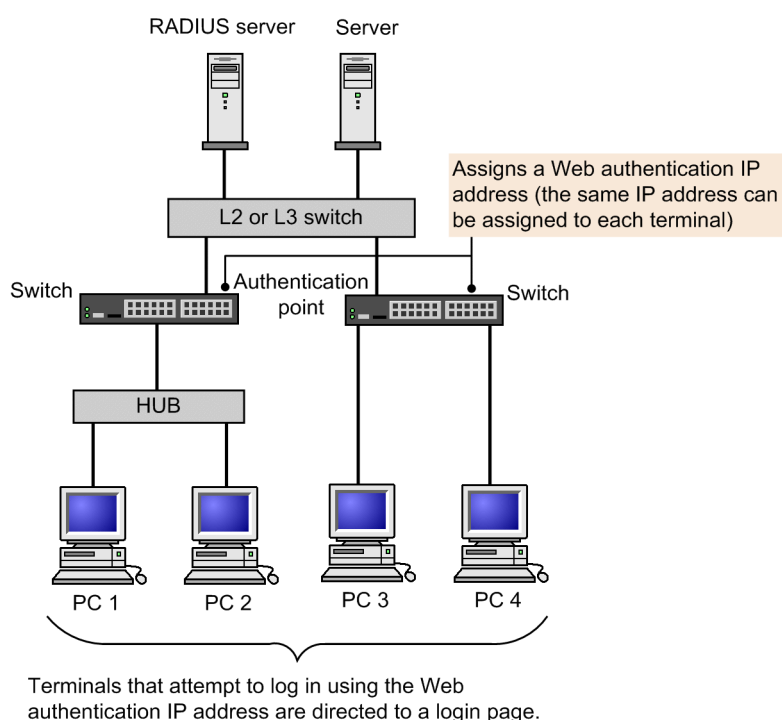 RADIUS server
Server
Assigns a Web authentication IP
address (the same IP address can
be assigned to each terminal)
L2 or L3 switch
Switch
Authentication
point
Switch
HUB
PC 1
PC 2
PC 3
PC 4
Terminals that attempt to log in using the Web
authentication IP address are directed to a login page.